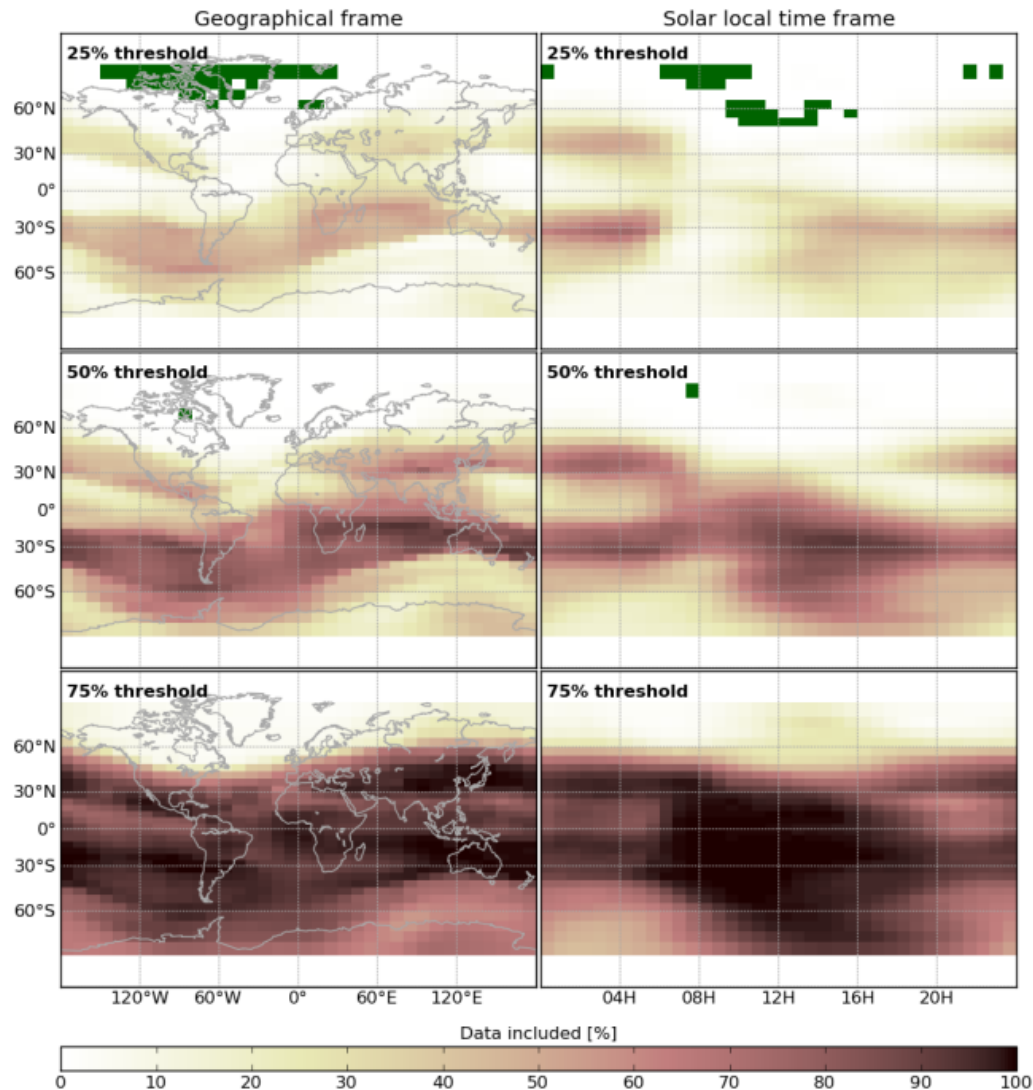 Geographical frame
Solar local time frame
25% threshold
25% threshold
60°N
30°N
0°
30°S
60°S
50% threshold
50% threshold
60°N
30°N
0°
30°S
60°S
75% threshold
75% threshold
60°N
30°N
0°
30°S
60°S
120°W 60°W 0° 60°E 120°E
04H 08H 12H 16H 20H
Data included [%]
0 10 20 30 40 50 60 70 80 90 100